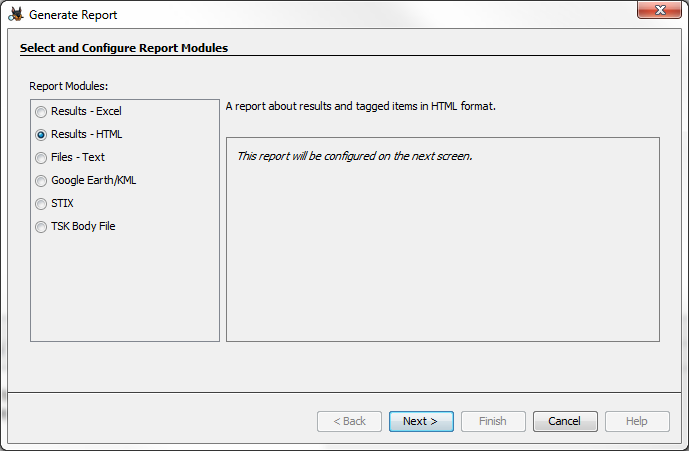 Generate Report
Select and Configure Report Modules
Report Modules:
Results - Excel
Results - HTML
Files - Text
Google Earth/KML
STIX
TSK Body File
A report about results and tagged items in HTML format.
This report will be configured on the next screen.
< Back
Next >
Finish
Cancel
Help